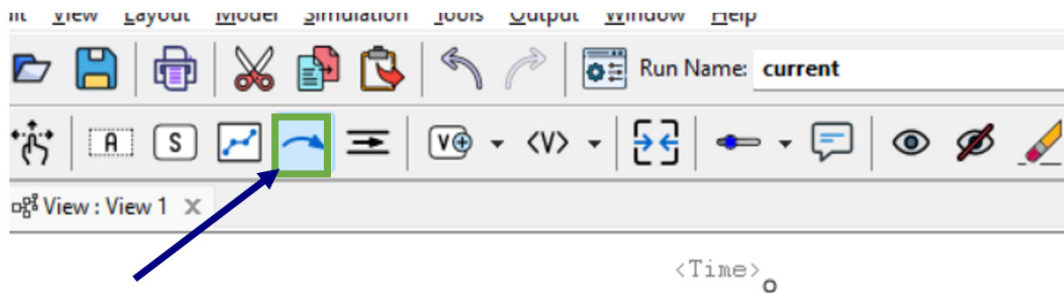 View Layout Model Simulation Tools Output Window Help
Run Name: current
A S V <V>
View : View 1 X
<Time>